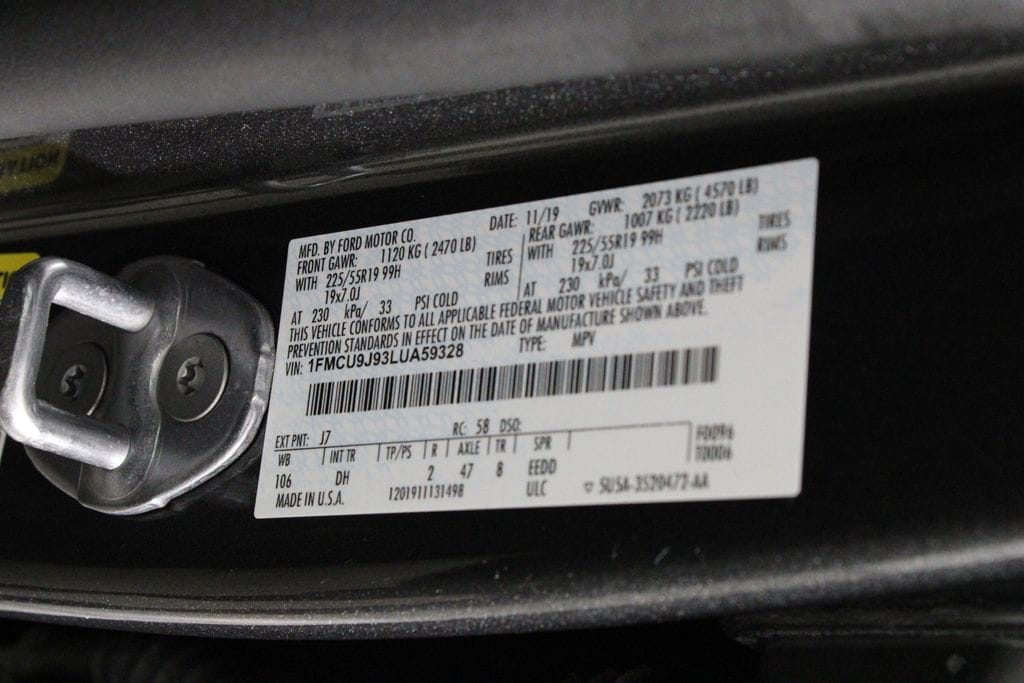 MFD. BY FORD MOTOR CO. DATE: 11/19 GVWR: 2073 KG ( 4570 LB)
FRONT GAWR: 1120 KG ( 2470 LB) REAR GAWR: 1007 KG ( 2220 LB)
WITH 225/55R19 99H TIRES WITH 225/55R19 99H TIRES
19x7.0J RIMS 19x7.0J RIMS
AT 230 kPa/ 33 PSI COLD AT 230 kPa/ 33 PSI COLD
THIS VEHICLE CONFORMS TO ALL APPLICABLE FEDERAL MOTOR VEHICLE SAFETY AND THEFT
PREVENTION STANDARDS IN EFFECT ON THE DATE OF MANUFACTURE SHOWN ABOVE.
VIN: 1FMCU9J93LUA59328 TYPE: MPV
EXT PNT: J7 RC: 58 DSO:
WB INT TR TP/PS R AXLE TR SPR
106 DH 2 47 8 EEDD
MADE IN U.S.A. 1201911131498 ULC 5U5A-3520472-AA